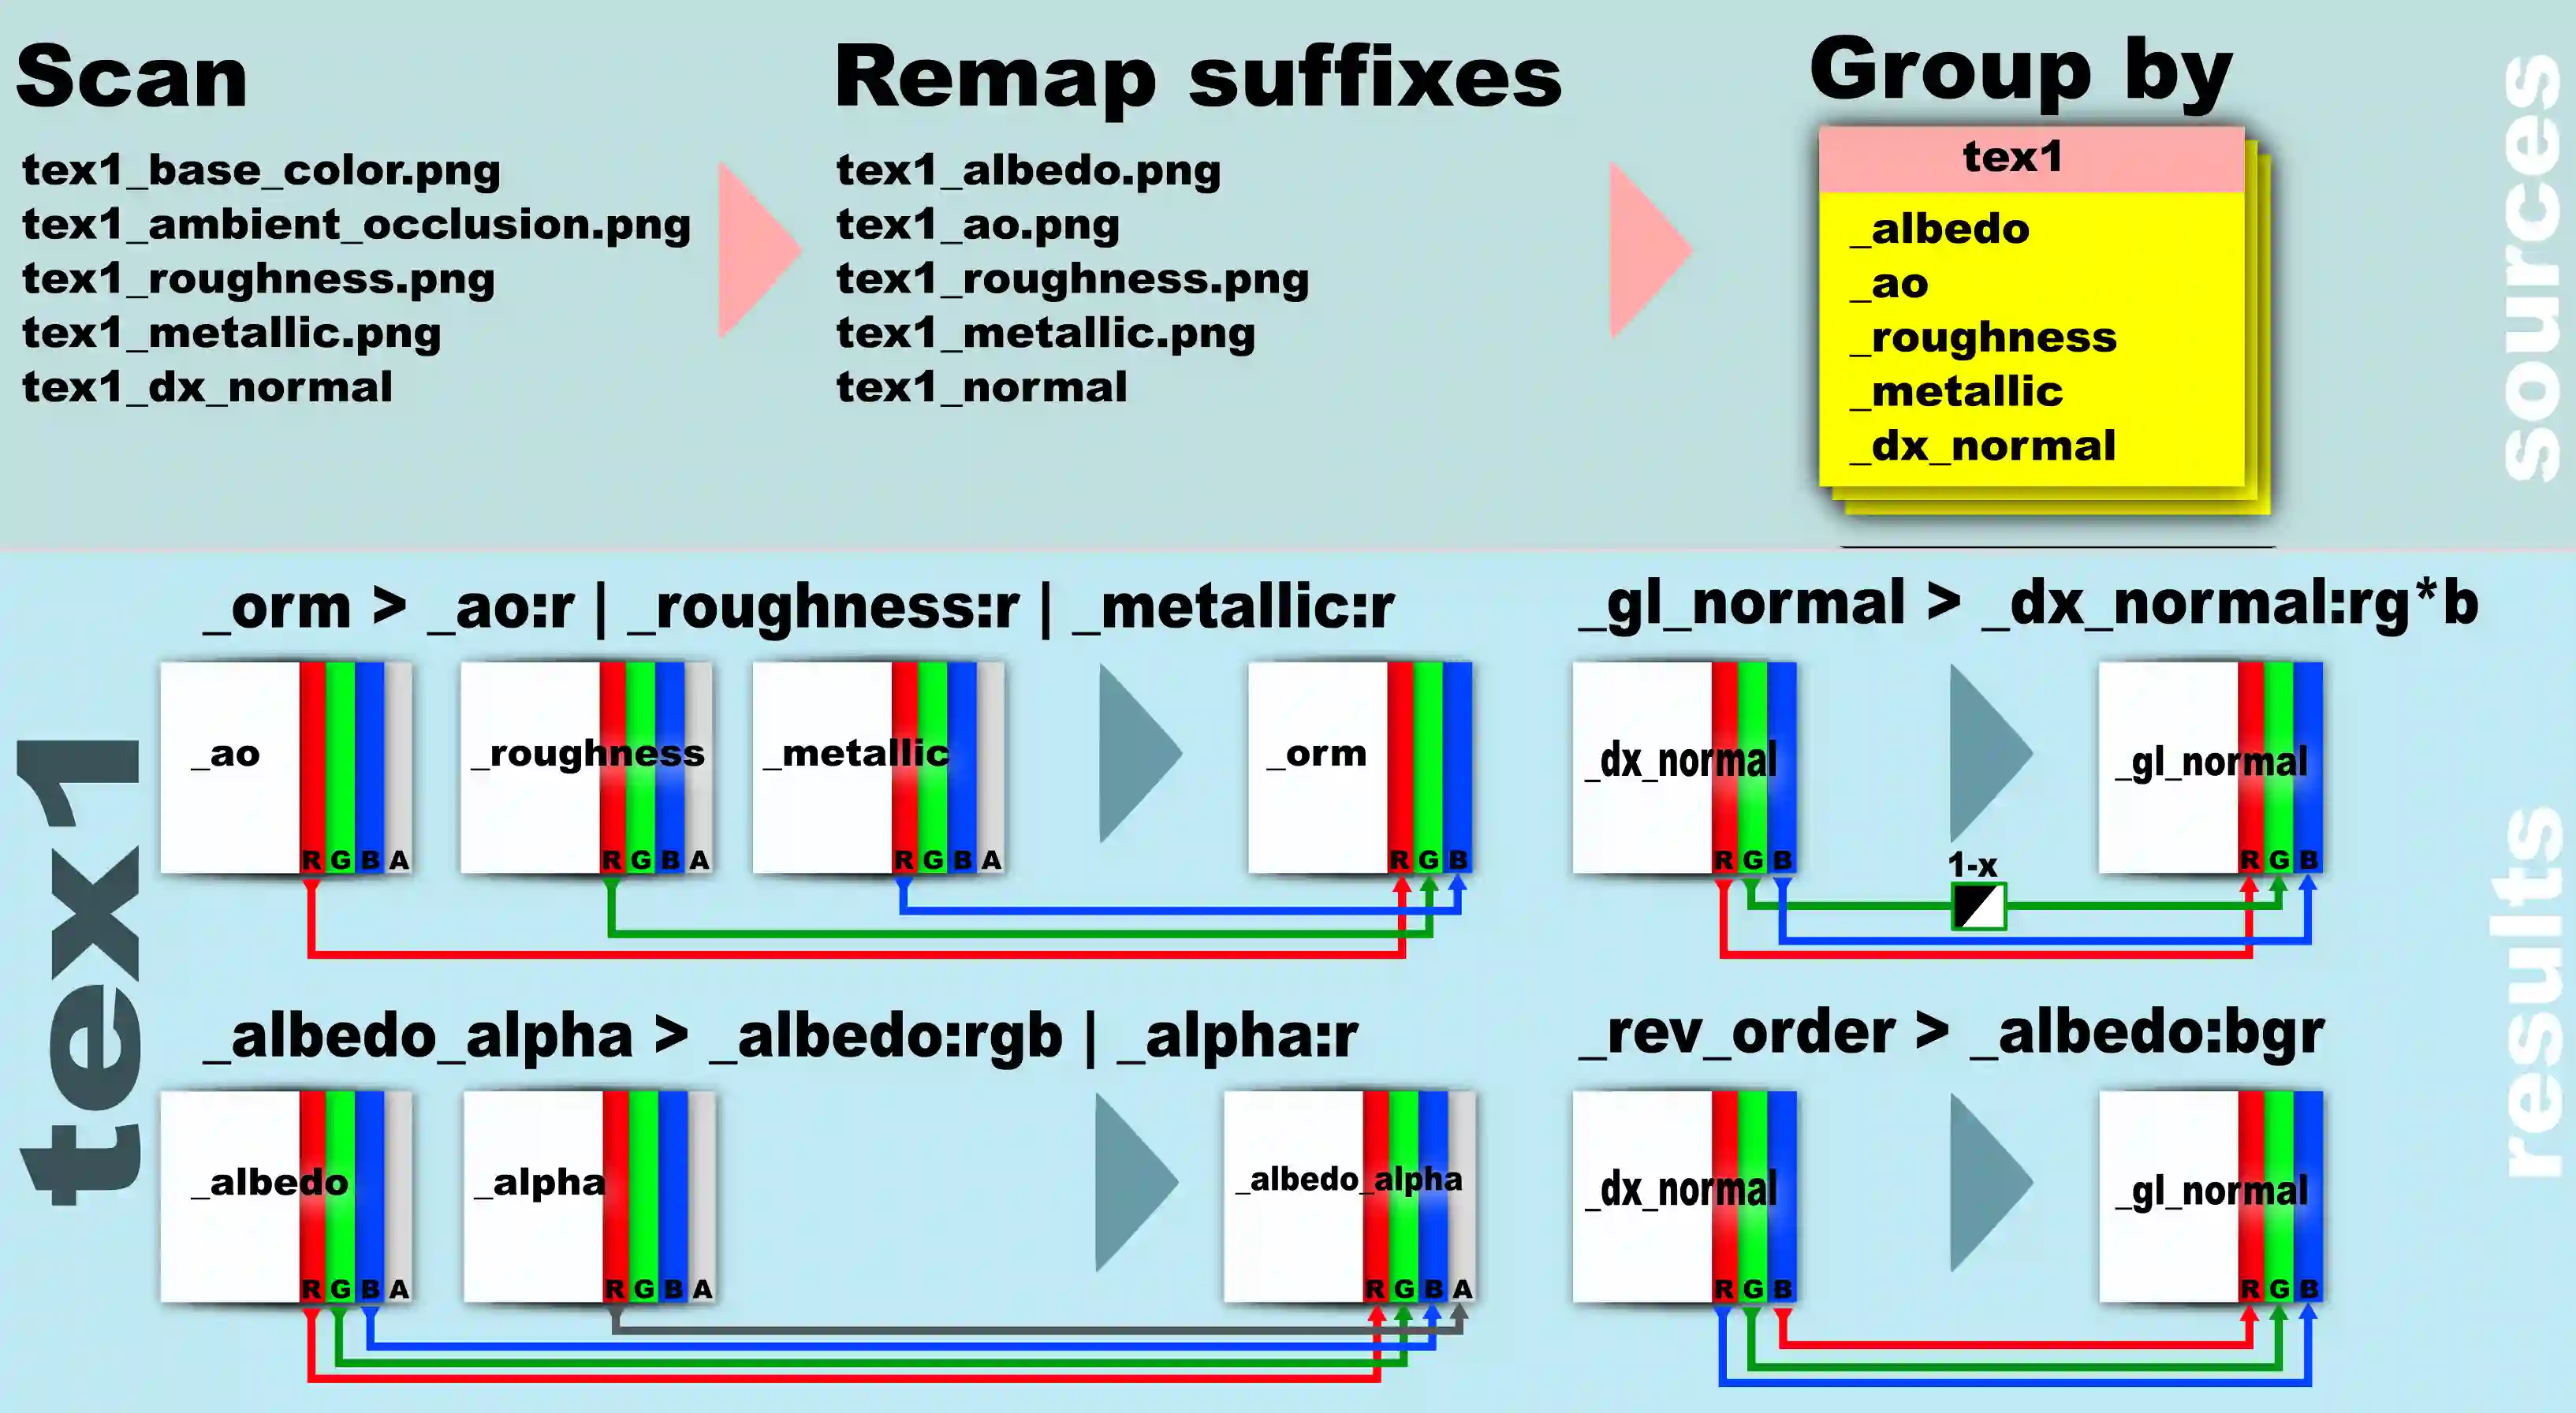 Scan
tex1_base_color.png
tex1_ambient_occlusion.png
tex1_roughness.png
tex1_metallic.png
tex1_dx_normal
Remap suffixes
tex1_albedo.png
tex1_ao.png
tex1_roughness.png
tex1_metallic.png
tex1_normal
Group by
tex1
_albedo
_ao
_roughness
_metallic
_dx_normal
sources
tex1
_orm > _ao:r | _roughness:r | _metallic:r
_ao
R G B A
_roughness
R G B A
_metallic
R G B A
_orm
R G B
_gl_normal > _dx_normal:rg*b
_dx_normal
R G B
1-x
_gl_normal
R G B
_albedo_alpha > _albedo:rgb | _alpha:r
_albedo
R G B A
_alpha
R G B A
_albedo_alpha
R G B A
_rev_order > _albedo:bgr
_dx_normal
R G B
_gl_normal
R G B
results